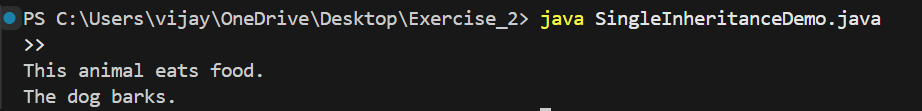 PS C:\Users\vijay\OneDrive\Desktop\Exercise_2> java SingleInheritanceDemo.java
>>
This animal eats food.
The dog barks.